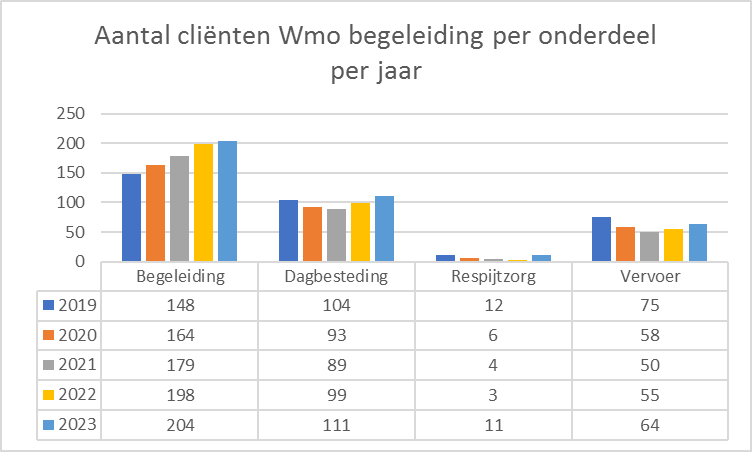 Aantal cliënten Wmo begeleiding per onderdeel
per jaar
250
200
150
100
50
0
Begeleiding Dagbesteding Respijtzorg Vervoer
2019 148 104 12 75
2020 164 93 6 58
2021 179 89 4 50
2022 198 99 3 55
2023 204 111 11 64